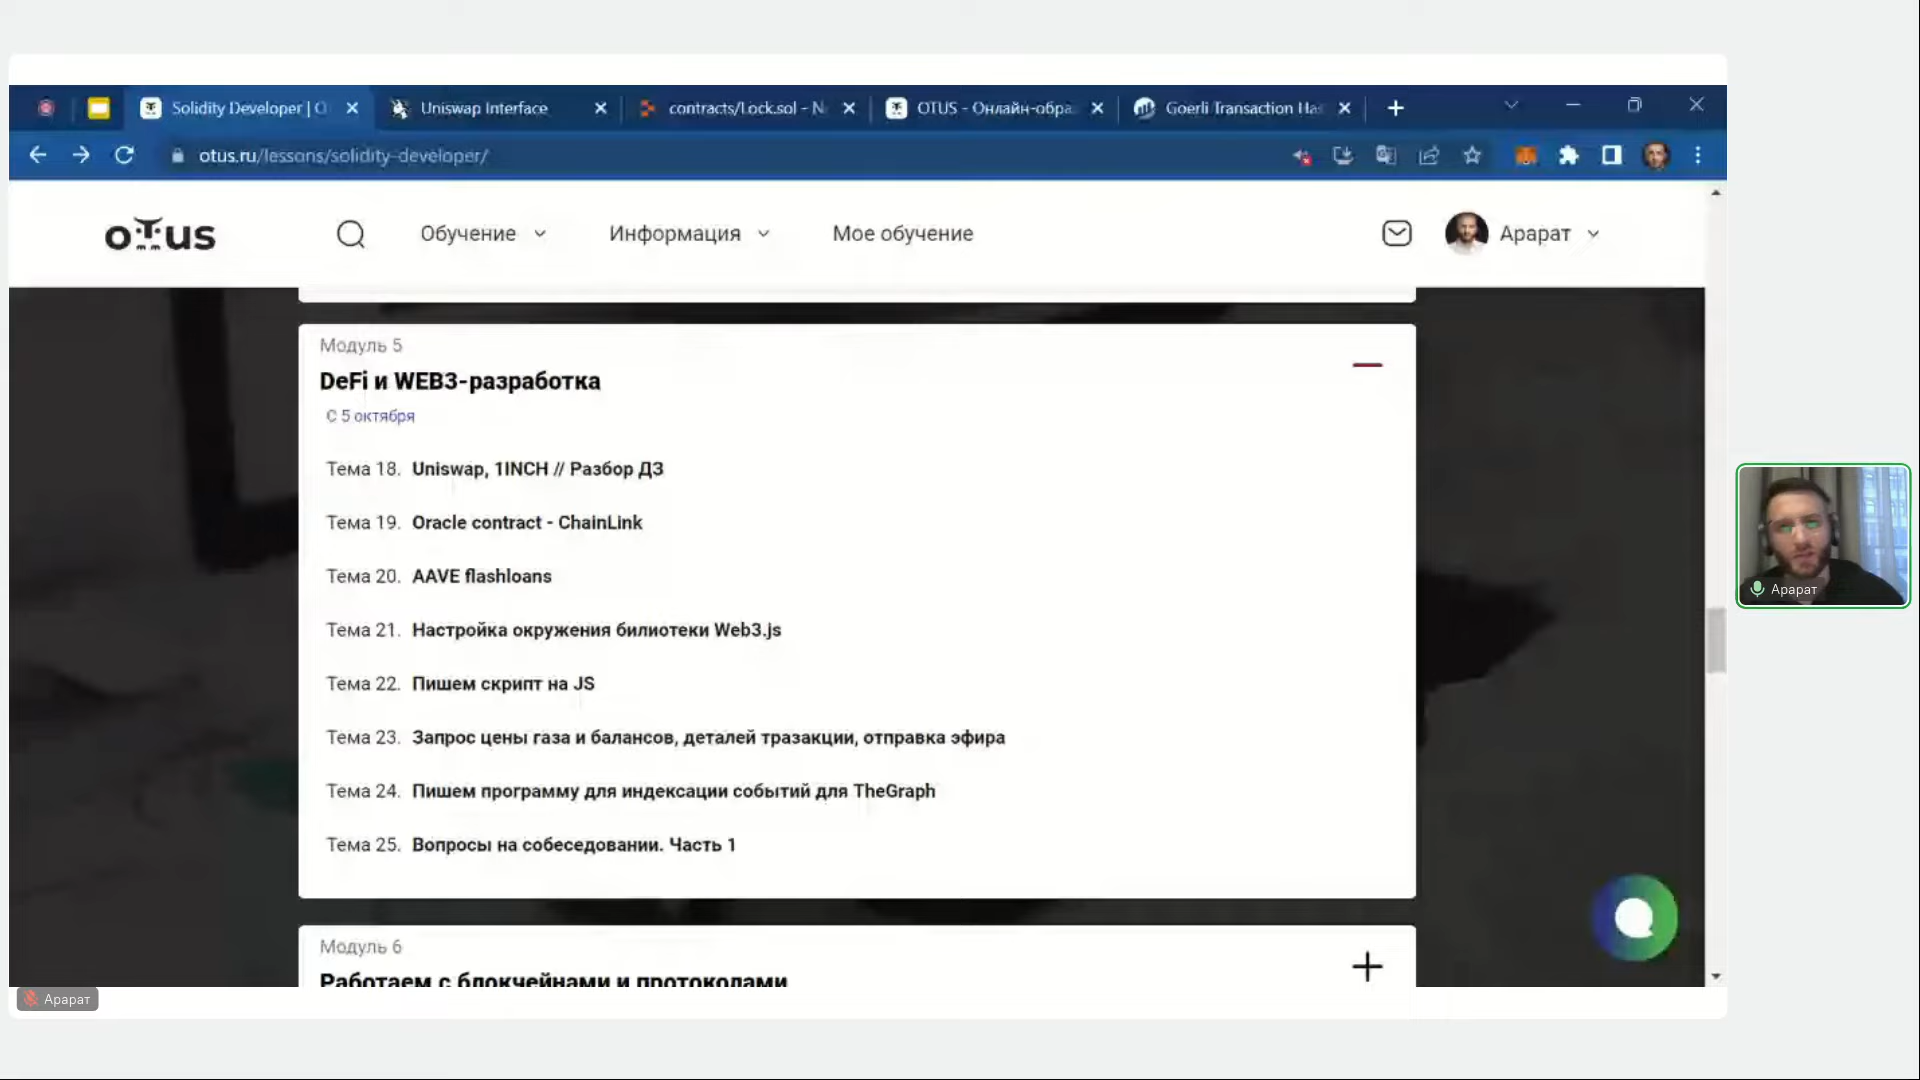 Solidity Developer | O
Uniswap Interface
contracts/Lock.sol - N
OTUS - Онлайн-обра
Goerli Transaction Has
otus.ru/lessons/solidity-developer/
OTUS
Обучение
Информация
Мое обучение
Арарат
Модуль 5
DeFi и WEB3-разработка
С 5 октября
Тема 18. Uniswap, 1INCH // Разбор ДЗ
Тема 19. Oracle contract - ChainLink
Тема 20. AAVE flashloans
Тема 21. Настройка окружения билиотеки Web3.js
Тема 22. Пишем скрипт на JS
Тема 23. Запрос цены газа и балансов, деталей тразакции, отправка эфира
Тема 24. Пишем программу для индексации событий для TheGraph
Тема 25. Вопросы на собеседовании. Часть 1
Модуль 6
Работаем с блокчейнами и протоколами
Арарат
Арарат